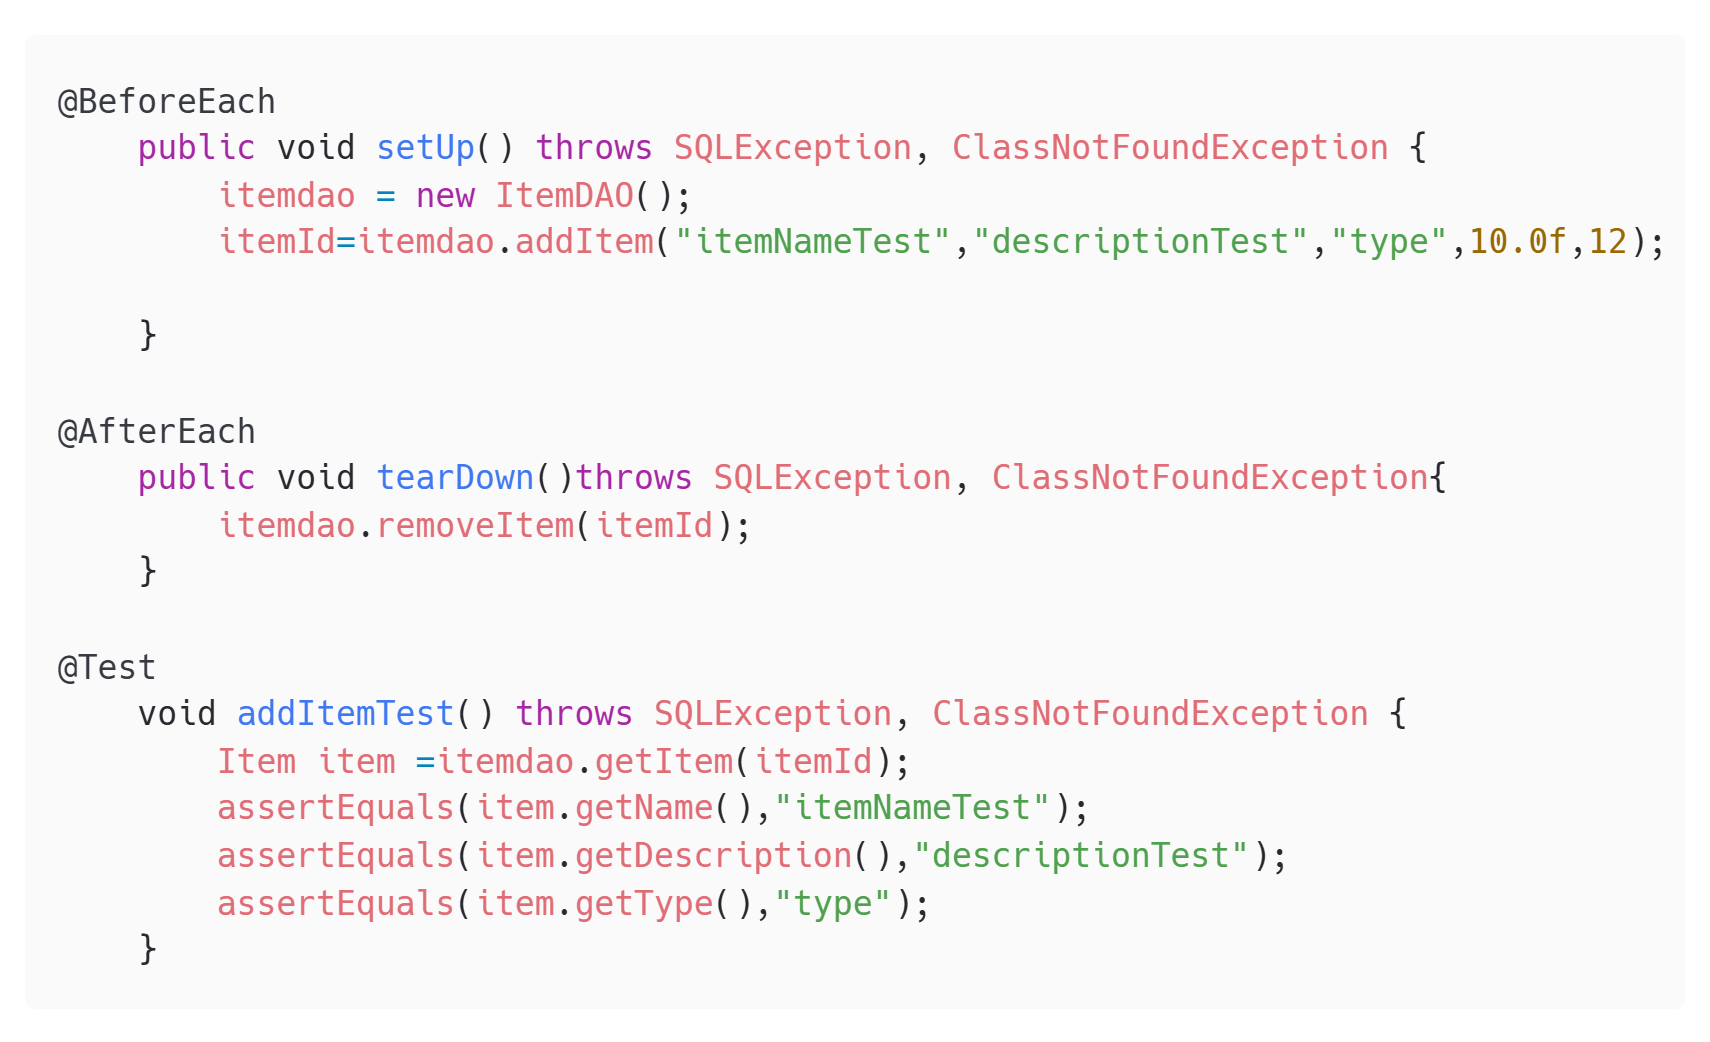 @BeforeEach
    public void setUp() throws SQLException, ClassNotFoundException {
        itemdao = new ItemDAO();
        itemId=itemdao.addItem("itemNameTest","descriptionTest","type",10.0f,12);
    }
@AfterEach
    public void tearDown()throws SQLException, ClassNotFoundException{
        itemdao.removeItem(itemId);
    }
@Test
    void addItemTest() throws SQLException, ClassNotFoundException {
        Item item =itemdao.getItem(itemId);
        assertEquals(item.getName(),"itemNameTest");
        assertEquals(item.getDescription(),"descriptionTest");
        assertEquals(item.getType(),"type");
    }